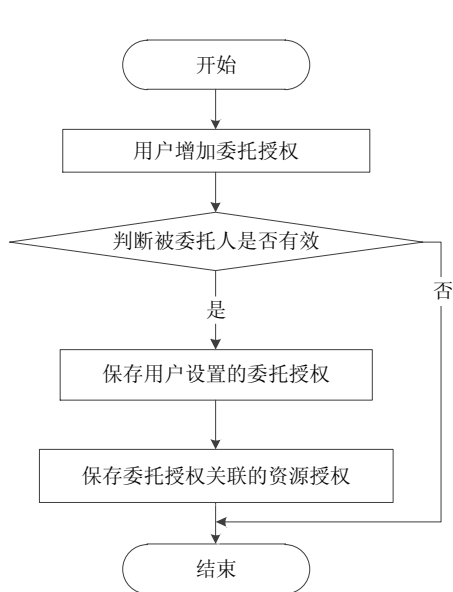 开始
用户增加委托授权
判断被委托人是否有效
否
是
保存用户设置的委托授权
保存委托授权关联的资源授权
结束